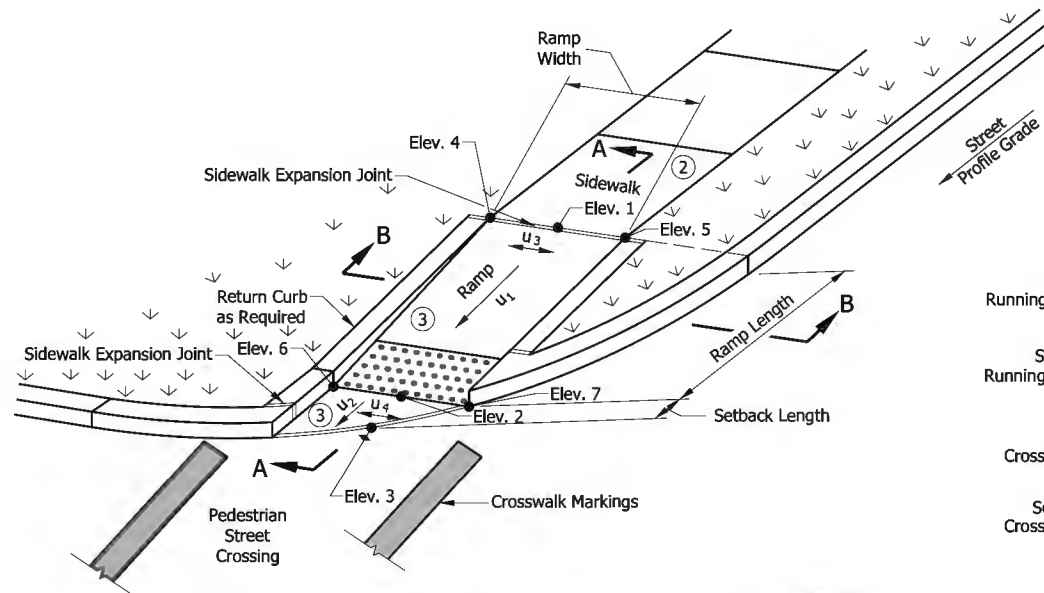 Ramp
Width
Elev. 4
A
2
Street
Profile Grade
Sidewalk Expansion Joint
Sidewalk
Elev. 1
Elev. 5
B
u3
Ramp
u1
Return Curb
as Required
3
Ramp Length
B
Running
Sidewalk Expansion Joint
Elev. 6
S
Running
Elev. 7
3
u2
u4
Elev. 2
Setback Length
A
Elev. 3
Crosswalk Markings
Cross
Pedestrian
Street
Crossing
Se
Cross